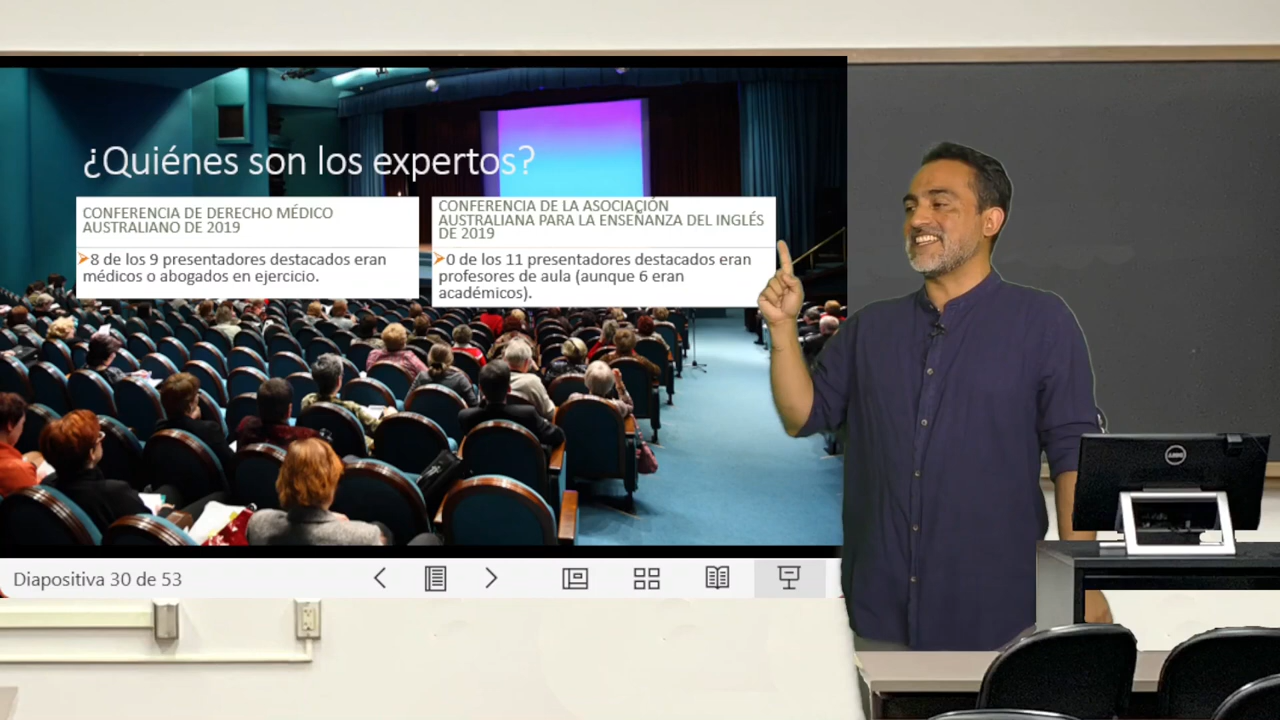 ¿Quiénes son los expertos?
CONFERENCIA DE DERECHO MÉDICO
AUSTRALIANO DE 2019
➤8 de los 9 presentadores destacados eran
médicos o abogados en ejercicio.
CONFERENCIA DE LA ASOCIACIÓN
AUSTRALIANA PARA LA ENSEÑANZA DEL INGLÉS
DE 2019
➤0 de los 11 presentadores destacados eran
profesores de aula (aunque 6 eran
académicos).
Diapositiva 30 de 53